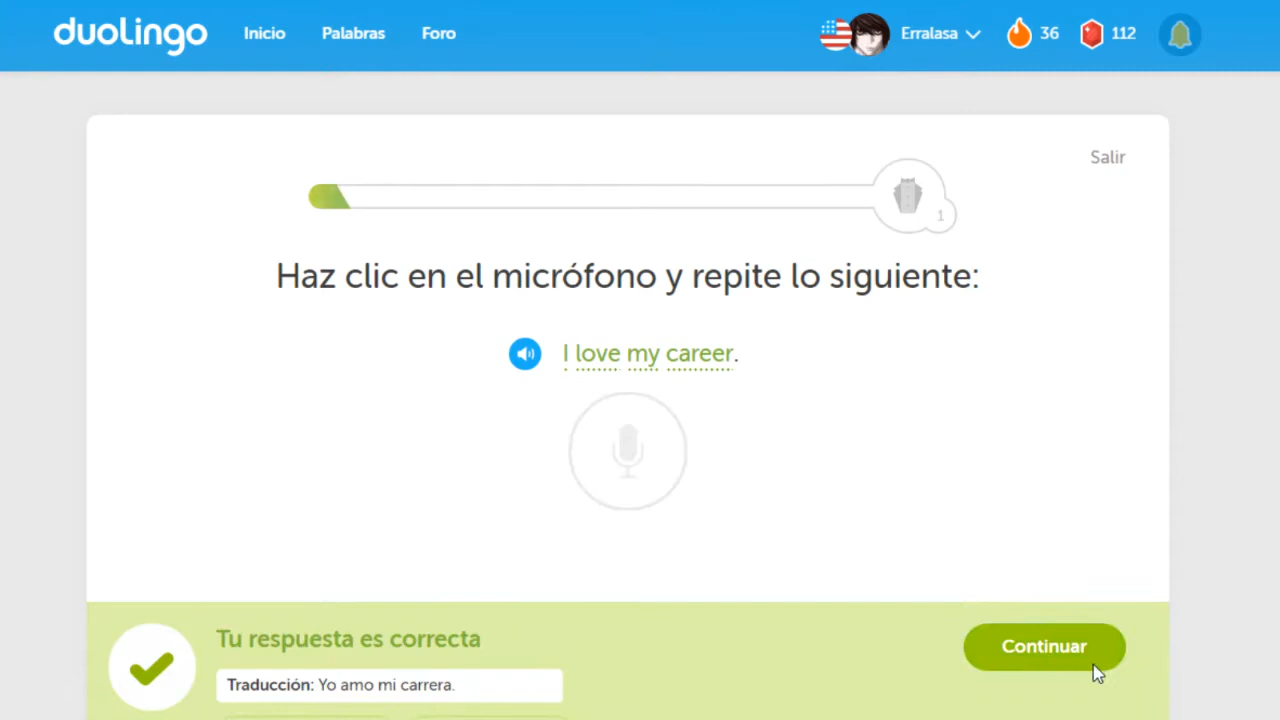 duolingo Inicio Palabras Foro Erralasa 36 112
Salir
1
Haz clic en el micrófono y repite lo siguiente:
I love my career.
Tu respuesta es correcta
Continuar
Traducción: Yo amo mi carrera.